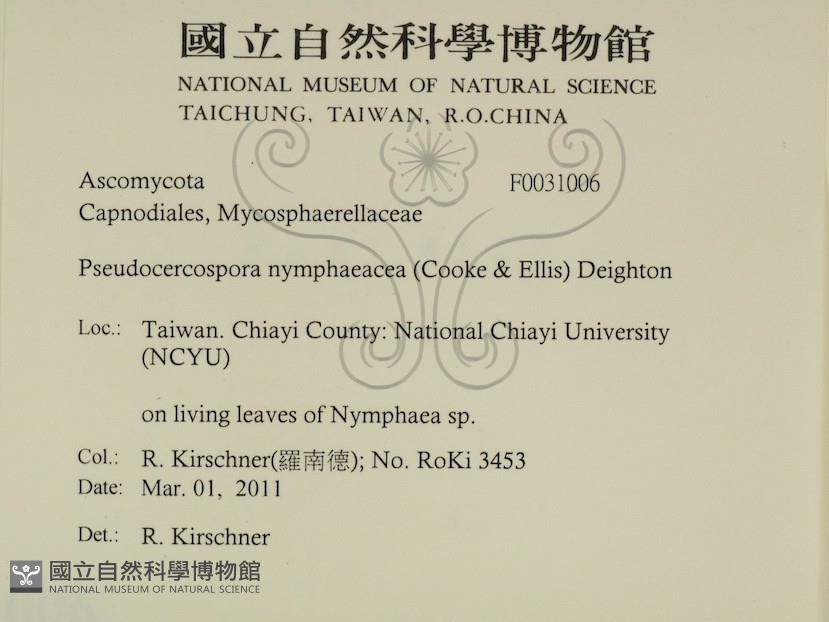 國立自然科學博物館
NATIONAL MUSEUM OF NATURAL SCIENCE
TAICHUNG, TAIWAN, R.O.CHINA
Ascomycota F0031006
Capnodiales, Mycosphaerellaceae
Pseudocercospora nymphaeacea (Cooke & Ellis) Deighton
Loc.: Taiwan. Chiayi County: National Chiayi University
(NCYU)
on living leaves of Nymphaea sp.
Col.: R. Kirschner(羅南德); No. RoKi 3453
Date: Mar. 01, 2011
Det.: R. Kirschner
國立自然科學博物館
NATIONAL MUSEUM OF NATURAL SCIENCE